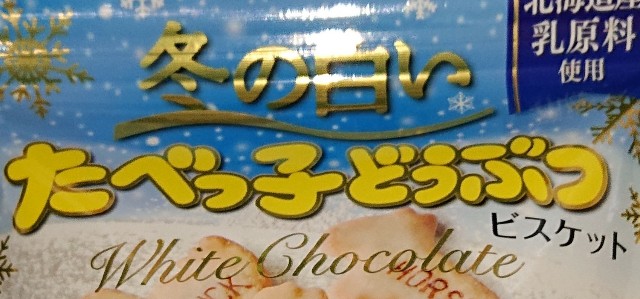 北海道産
乳原料
使用
冬の白い
たべっ子どうぶつ
ビスケット
White Chocolate